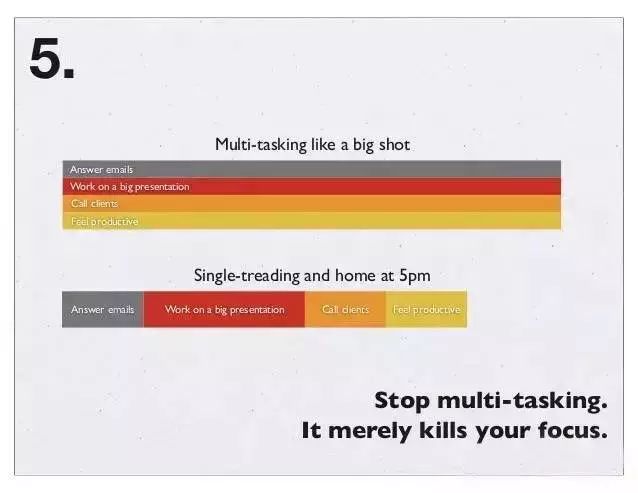 5.
Multi-tasking like a big shot
Answer emails
Work on a big presentation
Call clients
Feel productive
Single-treading and home at 5pm
Answer emails Work on a big presentation Call clients Feel productive
Stop multi-tasking.
It merely kills your focus.